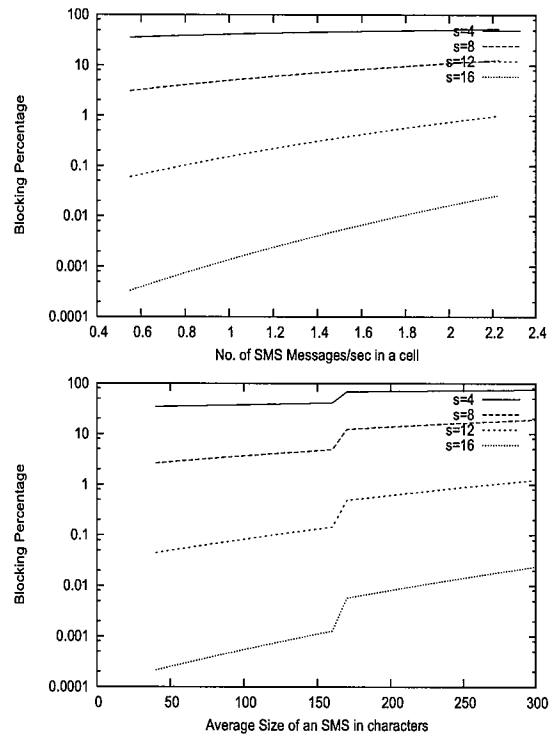 100
10
1
0.1
0.01
0.001
0.0001
Blocking Percentage
s=4
s=8
s=12
s=16
0.4 0.6 0.8 1 1.2 1.4 1.6 1.8 2 2.2 2.4
No. of SMS Messages/sec in a cell
100
10
1
0.1
0.01
0.001
0.0001
Blocking Percentage
s=4
s=8
s=12
s=16
0 50 100 150 200 250 300
Average Size of an SMS in characters